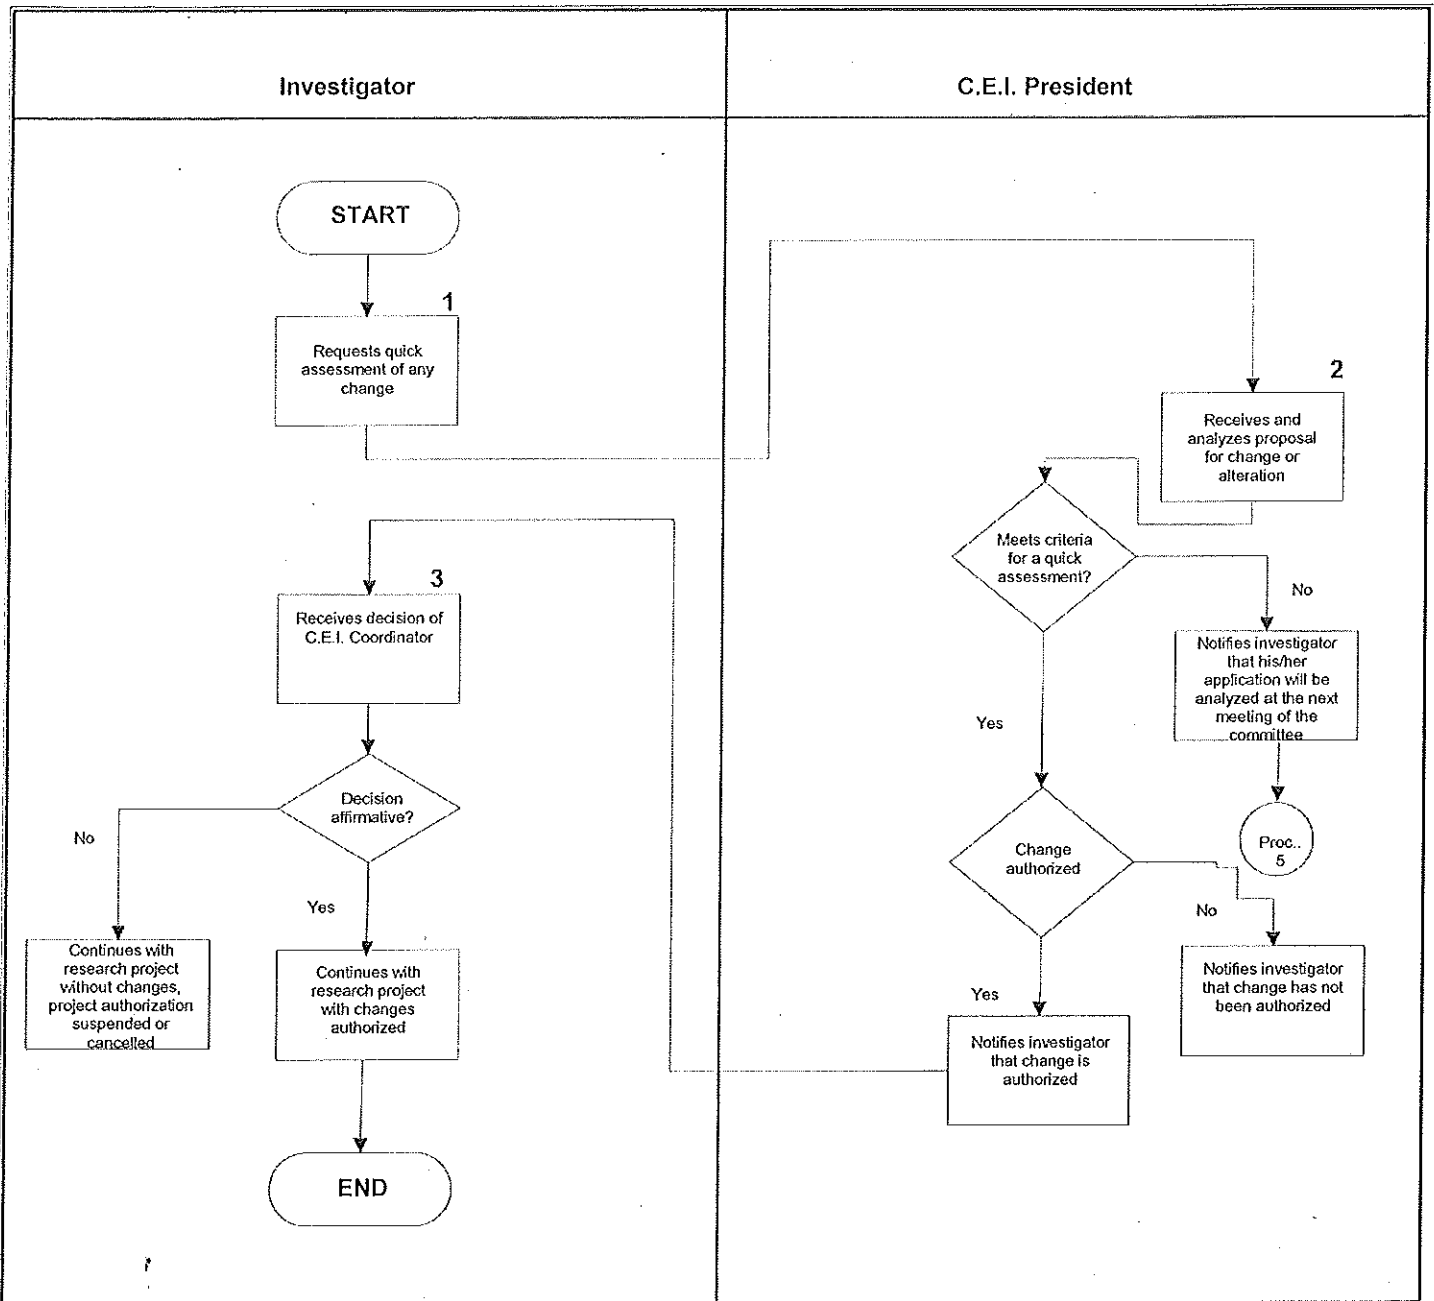 Investigator
C.E.I. President
START
1
Requests quick
assessment of any
change
2
Receives and
analyzes proposal
for change or
alteration
Meets criteria
for a quick
assessment?
No
Notifies investigator
that his/her
application will be
analyzed at the next
meeting of the
committee
Proc..
5
Yes
Change
authorized
No
Notifies investigator
that change has not
been authorized
Yes
Notifies investigator
that change is
authorized
3
Receives decision of
C.E.I. Coordinator
Decision
affirmative?
No
Continues with
research project
without changes,
project authorization
suspended or
cancelled
Yes
Continues with
research project
with changes
authorized
END